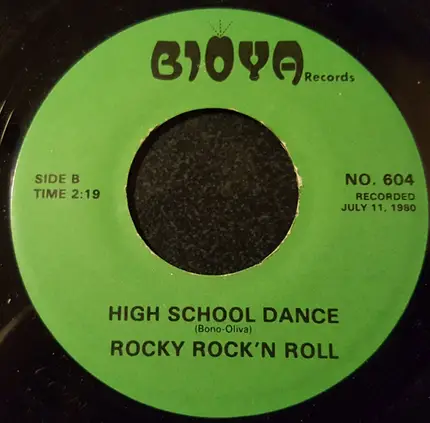 BIOYA Records
SIDE B
TIME 2:19
NO. 604
RECORDED
JULY 11, 1980
HIGH SCHOOL DANCE
(Bono-Oliva)
ROCKY ROCK'N ROLL